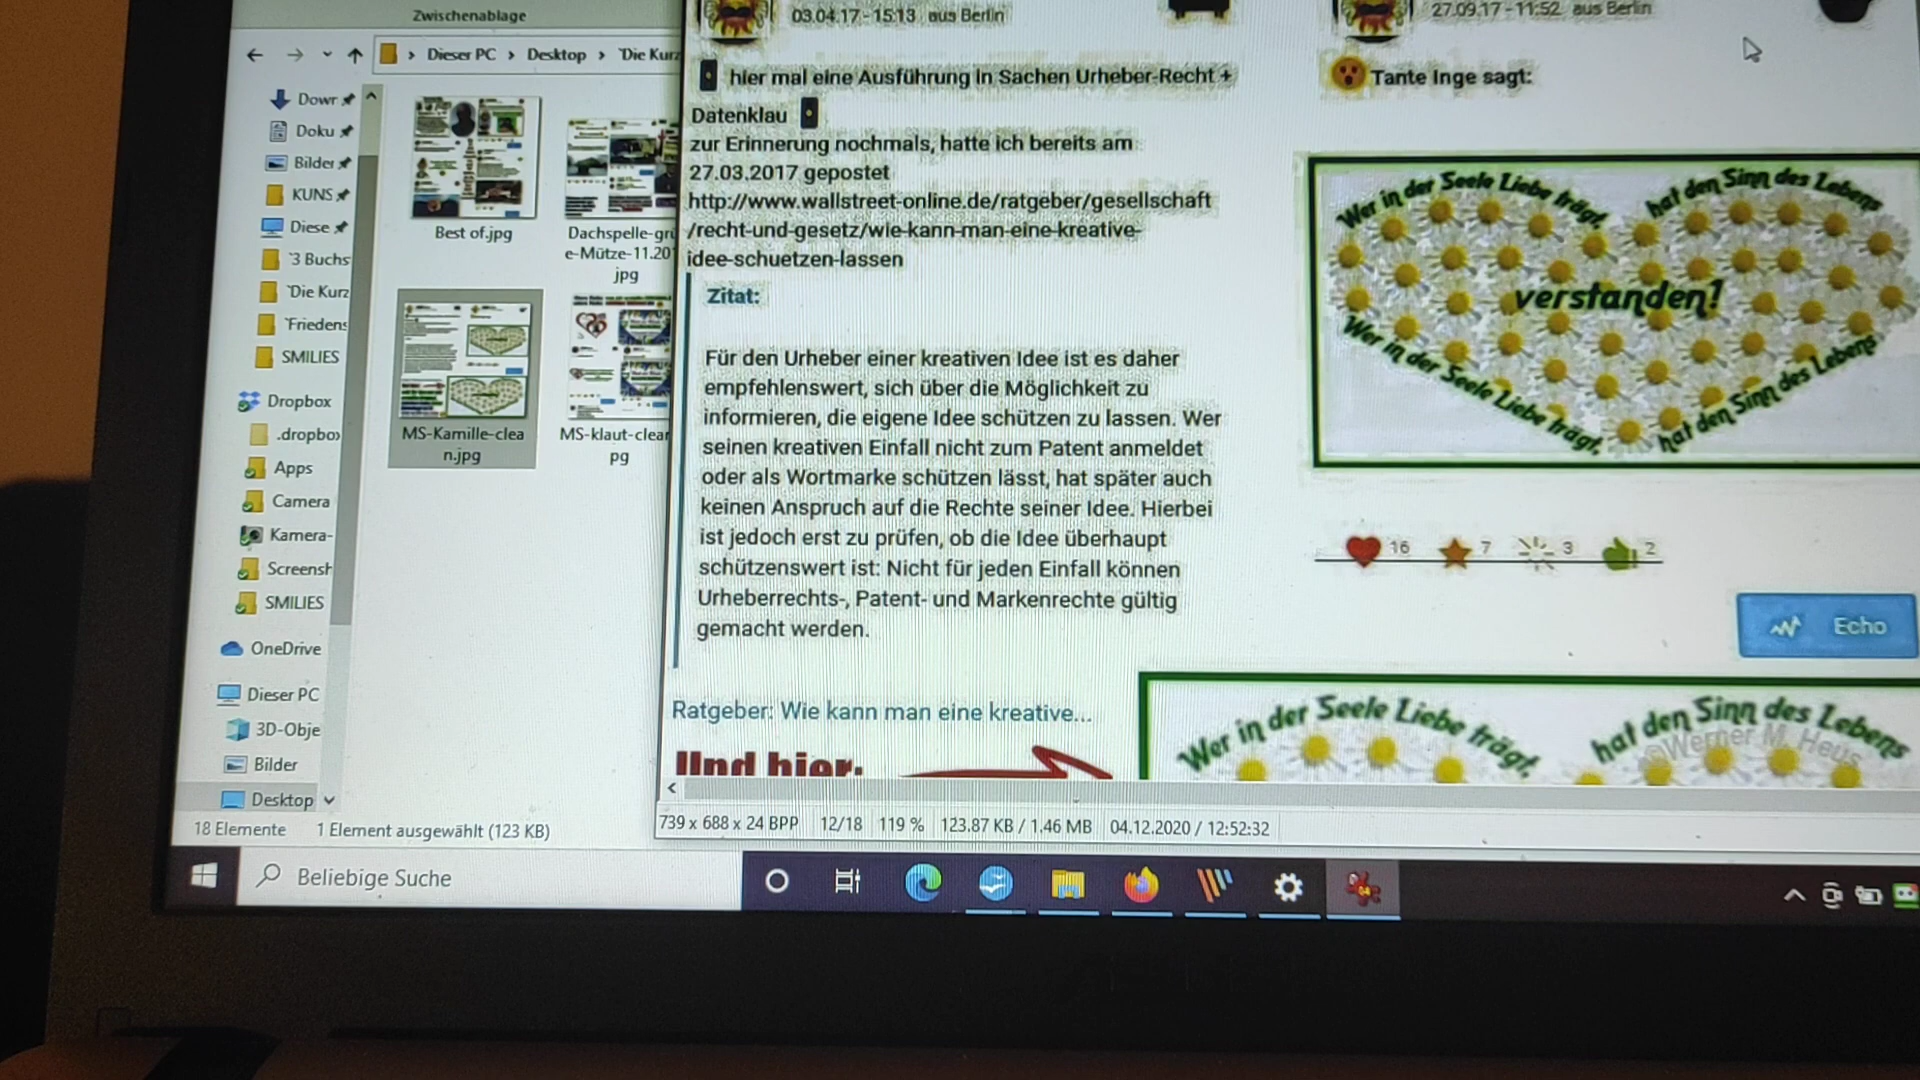 Zwischenablage
Dieser PC > Desktop > 'Die Kurz
Dowr
Doku
Bilder
KUNS
Diese
'3 Buchs
'Die Kurz
'Friedens
SMILIES
Dropbox
.dropbox
Apps
Camera
Kamera-
Screensh
SMILIES
OneDrive
Dieser PC
3D-Obje
Bilder
Desktop
Best of.jpg
Dachspelle-grü
e-Mütze-11.20
jpg
MS-Kamille-clea
n.jpg
MS-klaut-clear
pg
18 Elemente 1 Element ausgewählt (123 KB)
03.04.17 - 15:13 aus Berlin
hier mal eine Ausführung in Sachen Urheber-Recht +
Datenklau
zur Erinnerung nochmals, hatte ich bereits am
27.03.2017 gepostet
http://www.wallstreet-online.de/ratgeber/gesellschaft
/recht-und-gesetz/wie-kann-man-eine-kreative-
idee-schuetzen-lassen
Zitat:
Für den Urheber einer kreativen Idee ist es daher
empfehlenswert, sich über die Möglichkeit zu
informieren, die eigene Idee schützen zu lassen. Wer
seinen kreativen Einfall nicht zum Patent anmeldet
oder als Wortmarke schützen lässt, hat später auch
keinen Anspruch auf die Rechte seiner Idee. Hierbei
ist jedoch erst zu prüfen, ob die Idee überhaupt
schützenswert ist: Nicht für jeden Einfall können
Urheberrechts-, Patent- und Markenrechte gültig
gemacht werden.
Ratgeber: Wie kann man eine kreative...
Und hier.
27.09.17 - 11:52 aus Berlin
Tante Inge sagt:
Wer in der Seele Liebe trägt,
hat den Sinn des Lebens
verstanden!
Wer in der Seele Liebe trägt,
hat den Sinn des Lebens
16 7 3 2
Echo
Wer in der Seele Liebe trägt,
hat den Sinn des Lebens
©Werner M. Heus
739 x 688 x 24 BPP 12/18 119 % 123.87 KB / 1.46 MB 04.12.2020 / 12:52:32
Beliebige Suche